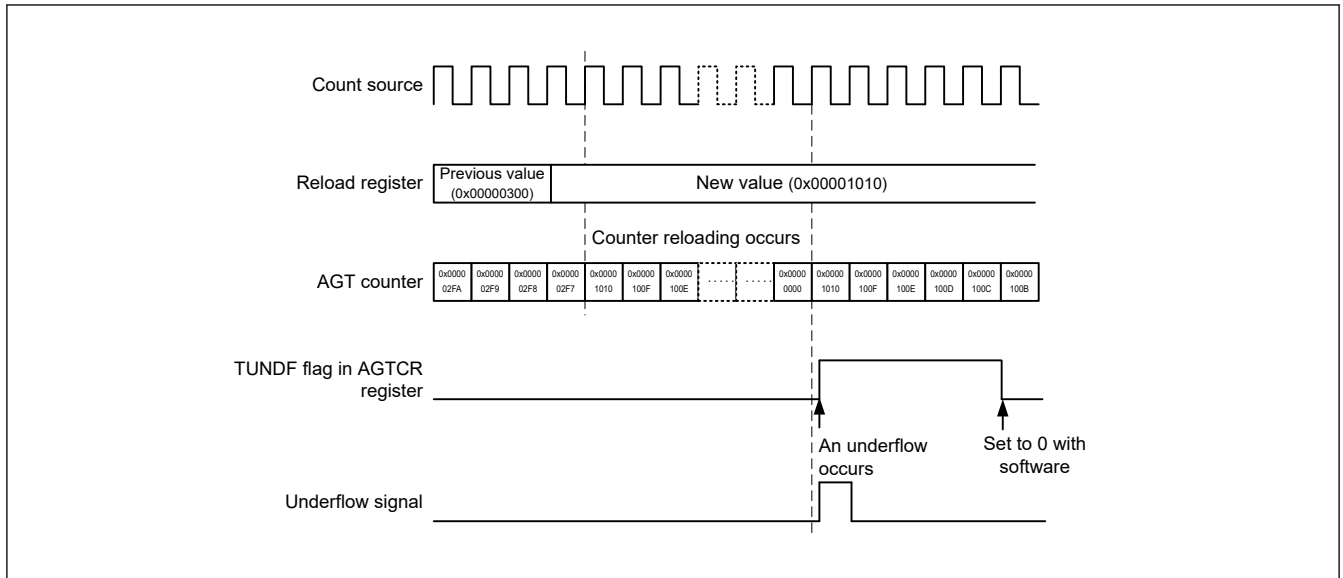 Count source
Reload register
Previous value
(0x00000300)
New value (0x00001010)
Counter reloading occurs
AGT counter
0x0000 0x0000 0x0000 0x0000 0x0000 0x0000 0x0000 ..... ..... 0x0000 0x0000 0x0000 0x0000 0x0000 0x0000 0x0000
02FA 02F9 02F8 02F7 1010 100F 100E 0000 1010 100F 100E 100D 100C 100B
TUNDF flag in AGTCR
register
An underflow
occurs
Set to 0 with
software
Underflow signal